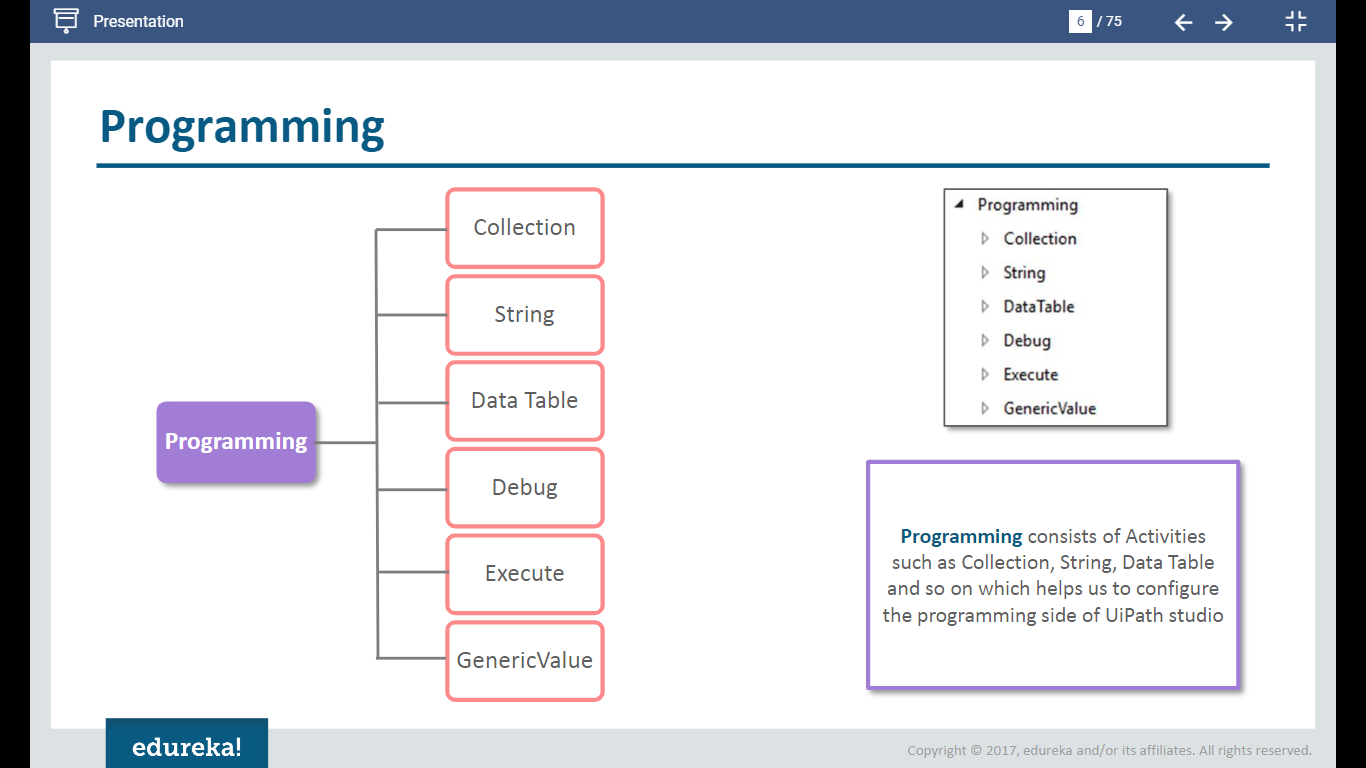 Presentation
6 / 75
Programming
Programming
Collection
String
Data Table
Debug
Execute
GenericValue
Programming
Collection
String
DataTable
Debug
Execute
GenericValue
Programming consists of Activities
such as Collection, String, Data Table
and so on which helps us to configure
the programming side of UiPath studio
edureka!
Copyright © 2017, edureka and/or its affiliates. All rights reserved.